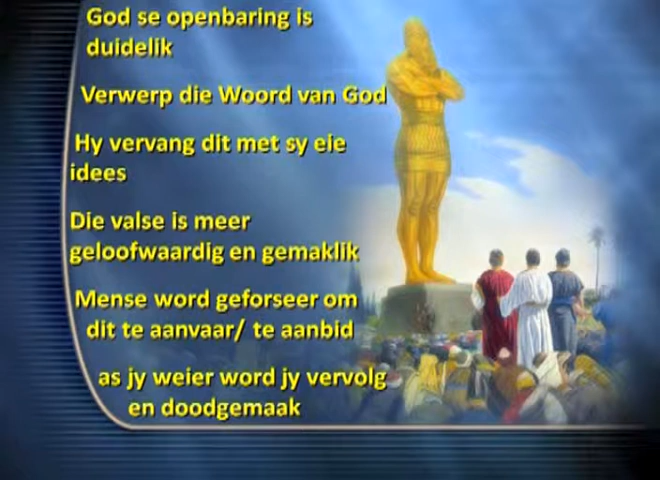 God se openbaring is
duidelik
Verwerp die Woord van God
Hy vervang dit met sy eie
idees
Die valse is meer
geloofwaardig en gemaklik
Mense word geforseer om
dit te aanvaar/ te aanbid
as jy weier word jy vervolg
en doodgemaak